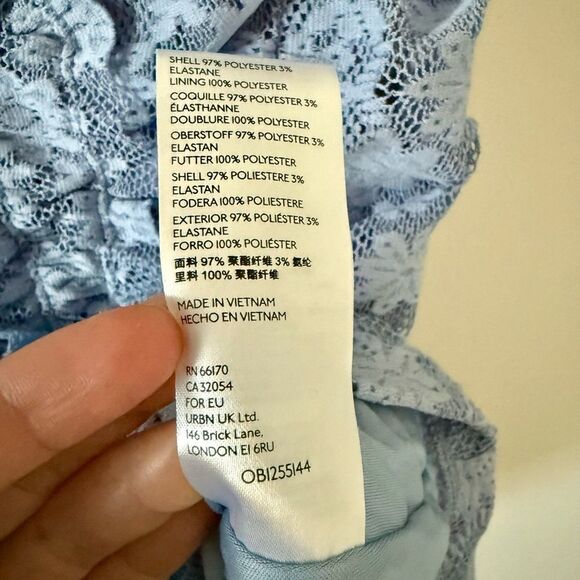 SHELL 97% POLYESTER 3%
ELASTANE
LINING 100% POLYESTER
COQUILLE 97% POLYESTER 3%
ÉLASTHANNE
DOUBLURE 100% POLYESTER
OBERSTOFF 97% POLYESTER 3%
ELASTAN
FUTTER 100% POLYESTER
SHELL 97% POLIESTERE 3%
ELASTAN
FODERA 100% POLIESTERE
EXTERIOR 97% POLIÉSTER 3%
ELASTAN
FORRO 100% POLIÉSTER
面料 97% 聚酯纤维 3% 氨纶
里料 100% 聚酯纤维
MADE IN VIETNAM
HECHO EN VIETNAM
RN 66170
CA 32054
FOR EU
URBN UK Ltd.
146 Brick Lane,
LONDON E1 6RU
OB1255144